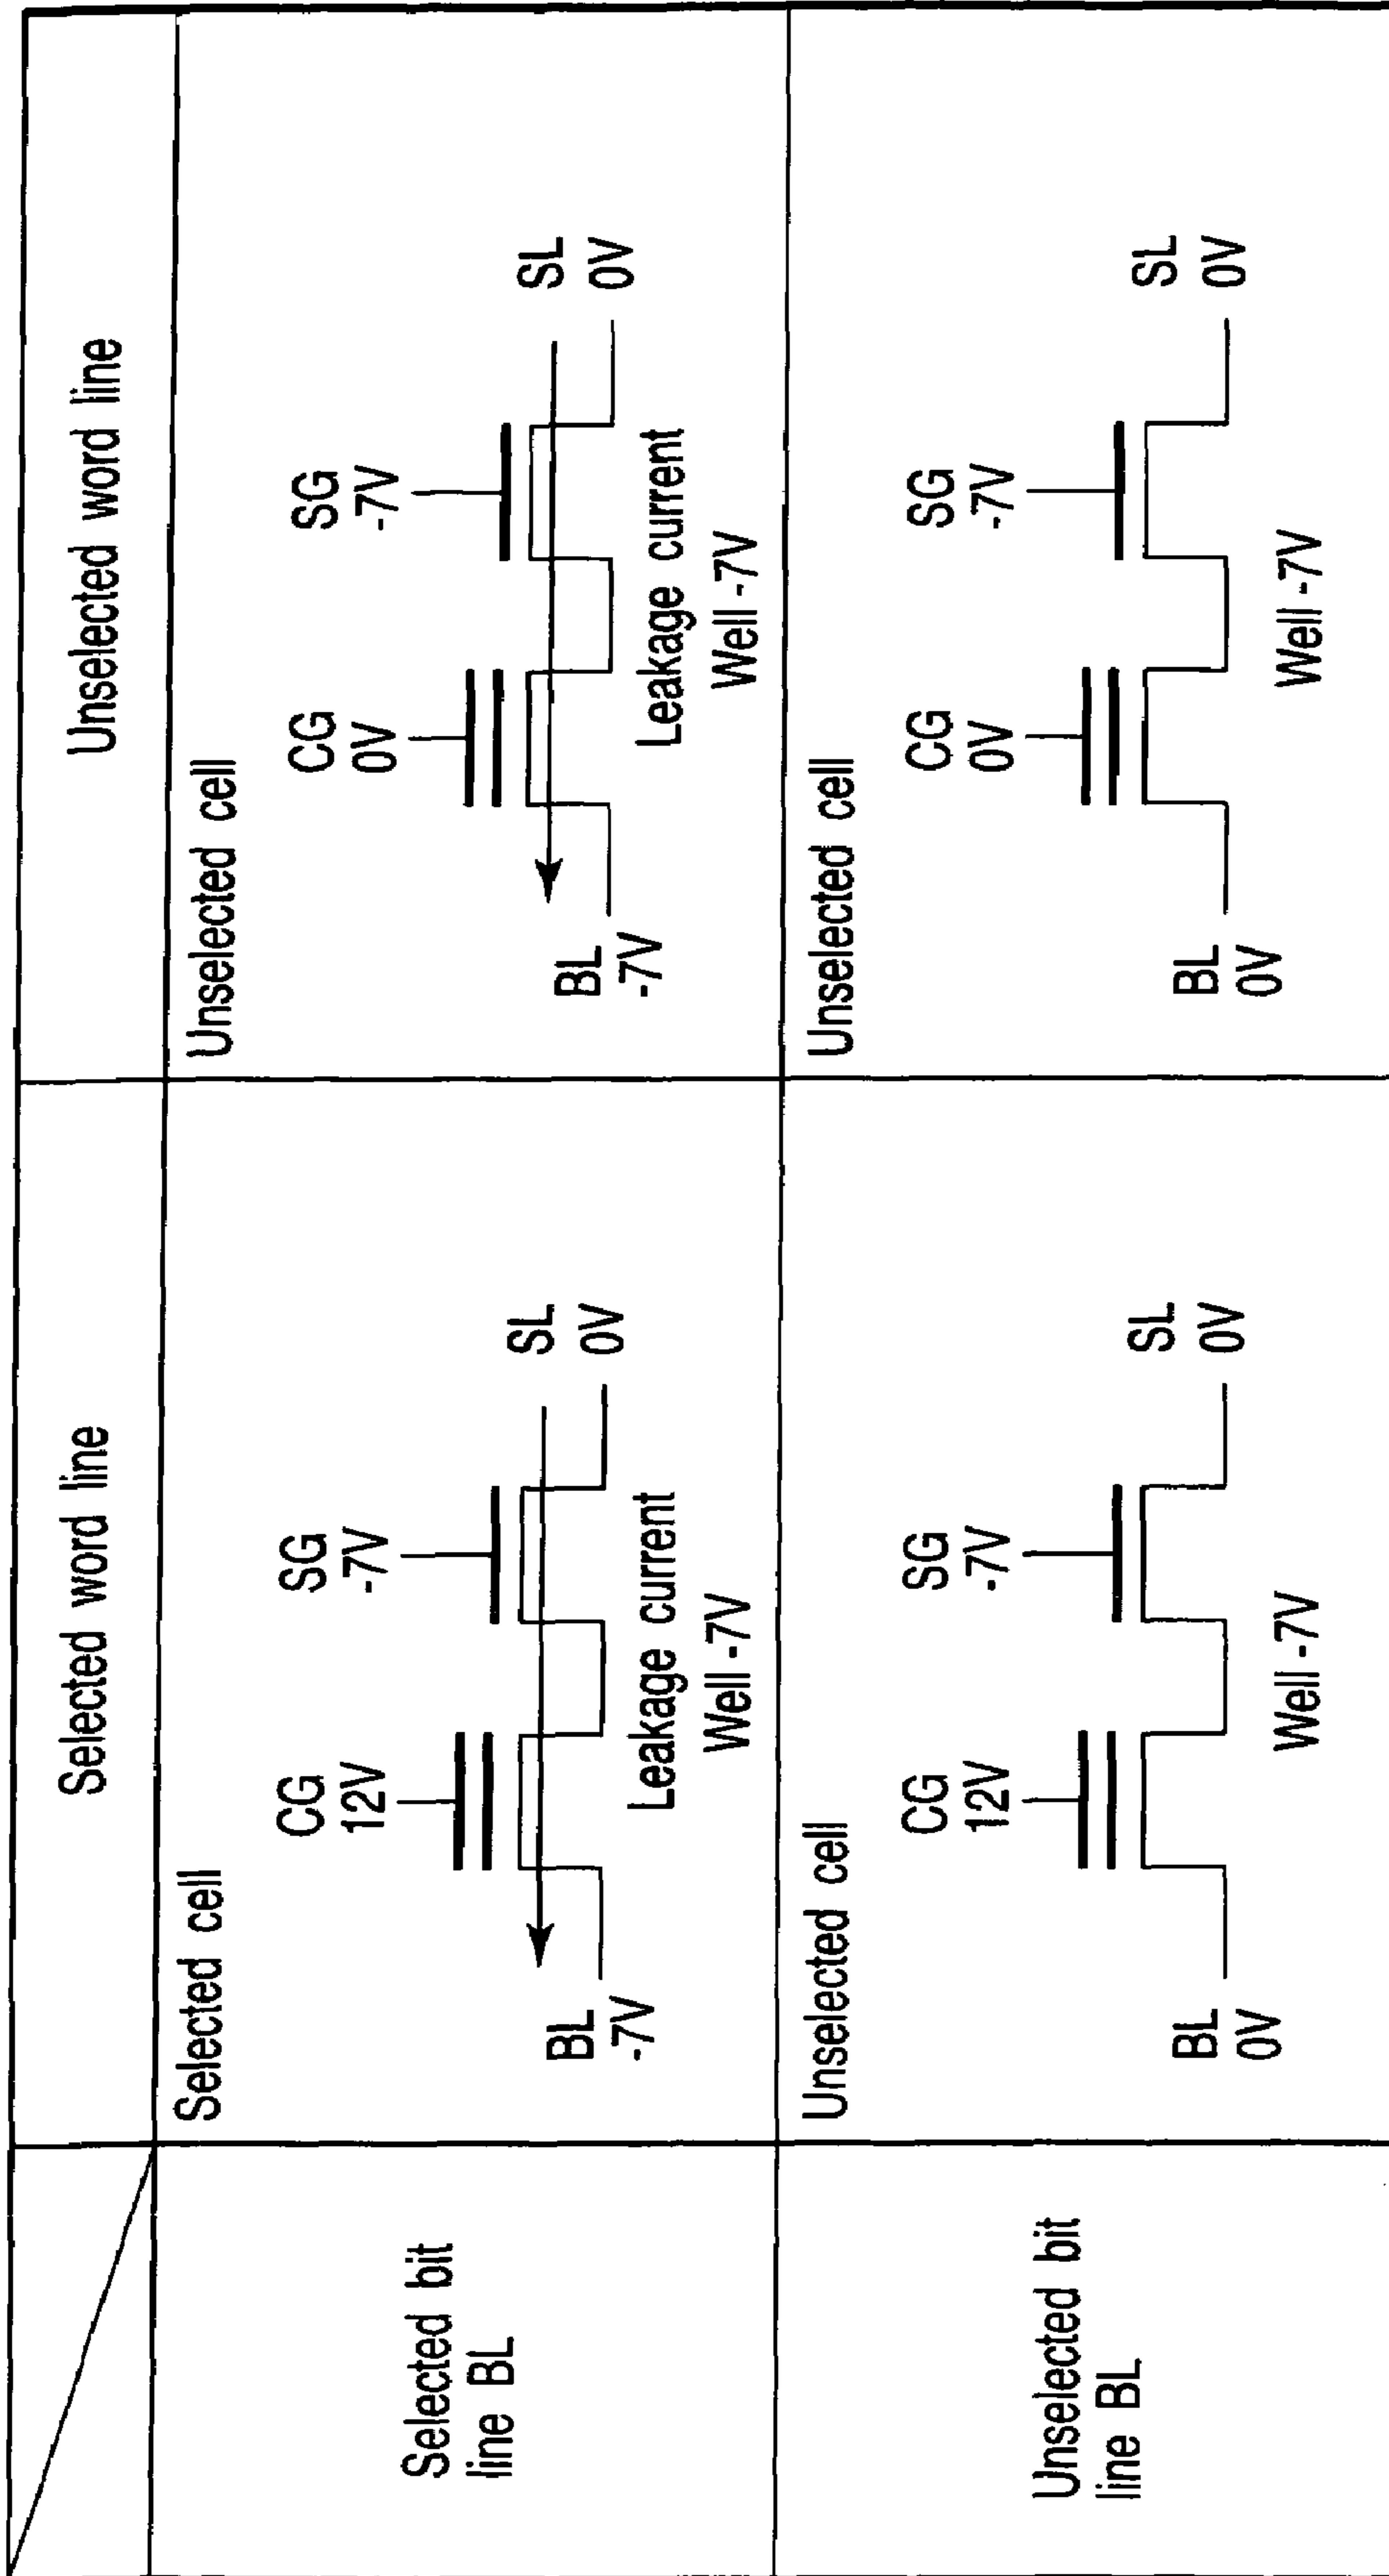 Selected word line
Unselected word line
Selected bit
line BL
Selected cell
CG
12V
SG
-7V
BL
-7V
SL
0V
Leakage current
Well -7V
Unselected cell
CG
0V
SG
-7V
BL
-7V
SL
0V
Leakage current
Well -7V
Unselected bit
line BL
Unselected cell
CG
12V
SG
-7V
BL
0V
SL
0V
Well -7V
Unselected cell
CG
0V
SG
-7V
BL
0V
SL
0V
Well -7V